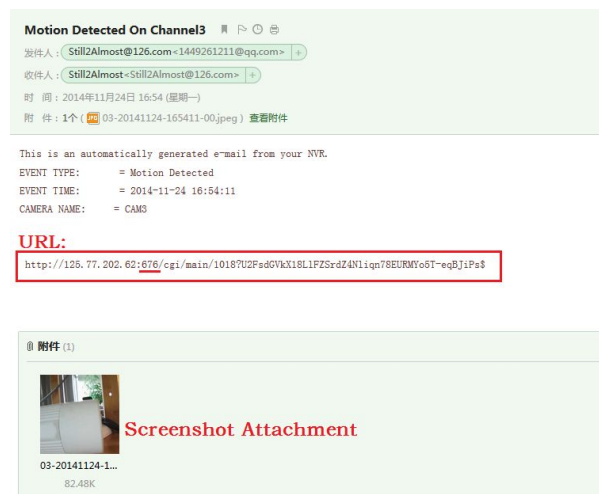 Motion Detected On Channel3
发件人：Still2Almost@126.com<1449261211@qq.com> +
收件人：Still2Almost<Still2Almost@126.com> +
时 间：2014年11月24日 16:54 (星期一)
附 件：1个 ( JPG 03-20141124-165411-00.jpeg ) 查看附件
This is an automatically generated e-mail from your NVR.
EVENT TYPE: = Motion Detected
EVENT TIME: = 2014-11-24 16:54:11
CAMERA NAME: = CAM3
URL:
http://125.77.202.62:676/cgi/main/1018?U2FsdGVkX18LlFZSrdZ4Nliqn78EURMYo5T-eqBJiPs$
附件 (1)
Screenshot Attachment
03-20141124-1...
82.48K